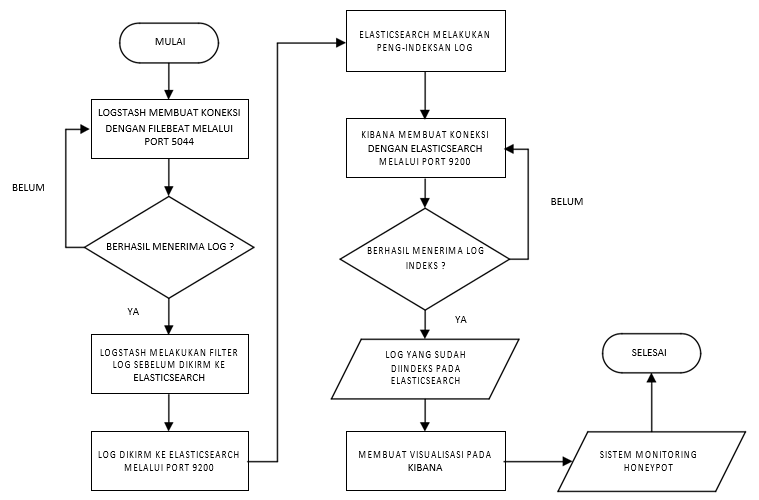 MULAI
LOGSTASH MEMBUAT KONEKSI
DENGAN FILEBEAT MELALUI
PORT 5044
BELUM
BERHASIL MENERIMA LOG ?
YA
LOGSTASH MELAKUKAN FILTER
LOG SEBELUM DIKIRM KE
ELASTICSEARCH
LOG DIKIRM KE ELASTICSEARCH
MELALUI PORT 9200
ELASTICSEARCH MELAKUKAN
PENG-INDEKSAN LOG
KIBANA MEMBUAT KONEKSI
DENGAN ELASTICSEARCH
MELALUI PORT 9200
BELUM
BERHASIL MENERIMA LOG
INDEKS ?
YA
LOG YANG SUDAH
DIINDEKS PADA
ELASTICSEARCH
MEMBUAT VISUALISASI PADA
KIBANA
SISTEM MONITORING
HONEYPOT
SELESAI